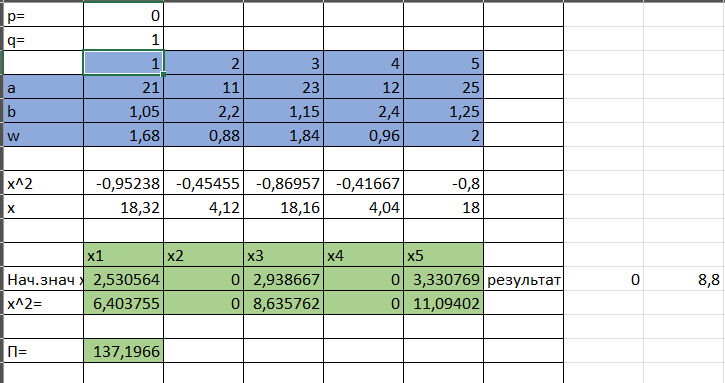 p= 0
q= 1
1 2 3 4 5
a 21 11 23 12 25
b 1,05 2,2 1,15 2,4 1,25
w 1,68 0,88 1,84 0,96 2
x^2 -0,95238 -0,45455 -0,86957 -0,41667 -0,8
x 18,32 4,12 18,16 4,04 18
x1 x2 x3 x4 x5
Нач.знач x 2,530564 0 2,938667 0 3,330769 результат 0 8,8
x^2= 6,403755 0 8,635762 0 11,09402
П= 137,1966